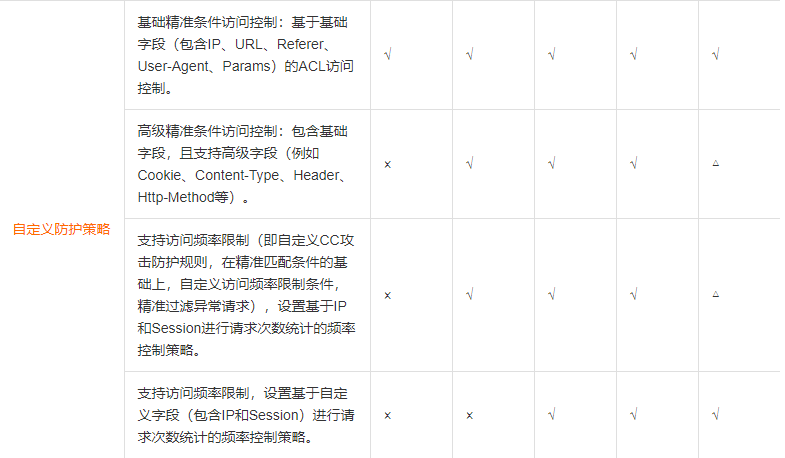 基础精准条件访问控制：基于基础
字段（包含IP、URL、Referer、
User-Agent、Params）的ACL访问
控制。
√ √ √ √ √
高级精准条件访问控制：包含基础
字段，且支持高级字段（例如
Cookie、Content-Type、Header、
Http-Method等）。
× √ √ √ △
自定义防护策略
支持访问频率限制（即自定义CC攻
击防护规则，在精准匹配条件的基
础上，自定义访问频率限制条件，
精准过滤异常请求），设置基于IP
和Session进行请求次数统计的频率
控制策略。
× √ √ √ △
支持访问频率限制，设置基于自定
义字段（包含IP和Session）进行请
求次数统计的频率控制策略。
× × √ √ √